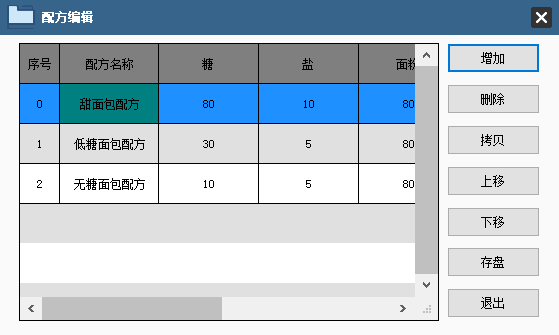 配方编辑
序号 配方名称 糖 盐 面粉
0 甜面包配方 80 10 80
1 低糖面包配方 30 5 80
2 无糖面包配方 10 5 80
增加
删除
拷贝
上移
下移
存盘
退出